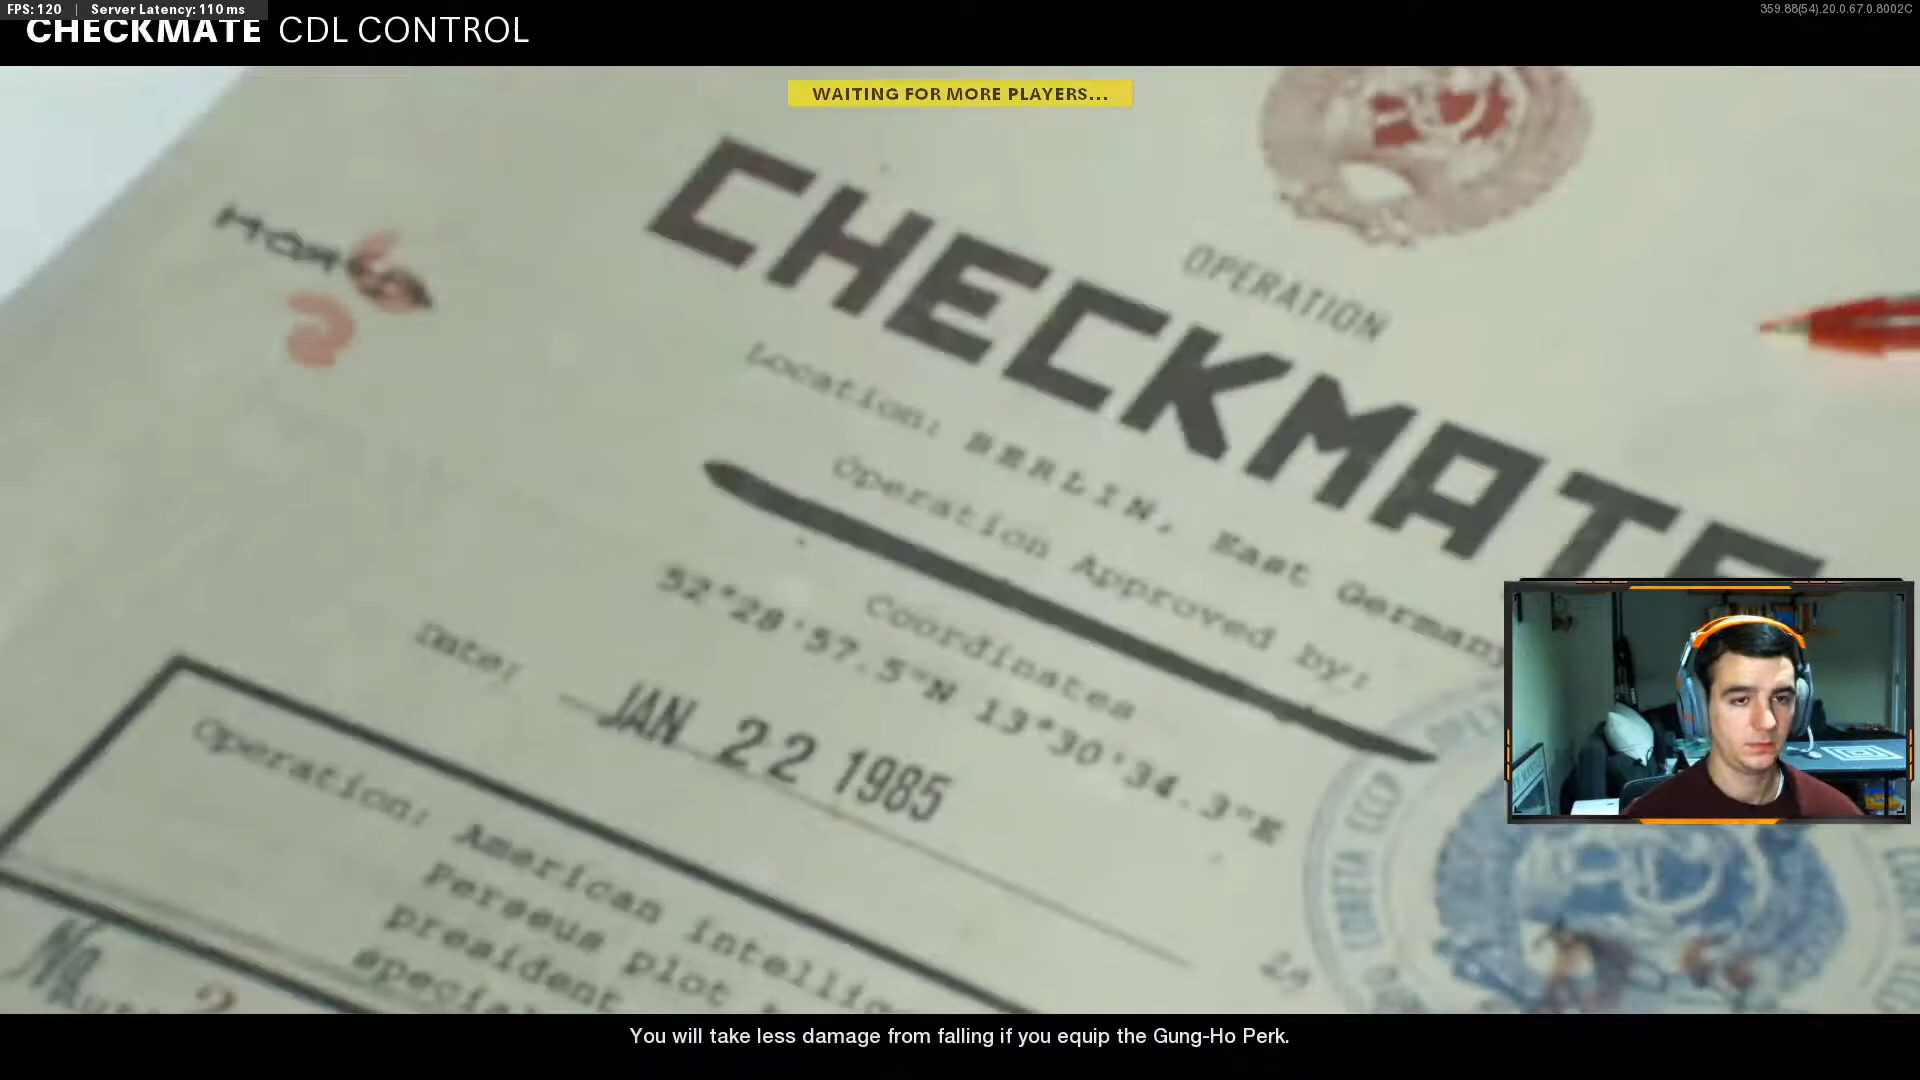 FPS: 120 | Server Latency: 110 ms
359.88(54).20.0.67.0.8002C
CHECKMATE CDL CONTROL
WAITING FOR MORE PLAYERS...
OPERATION
CHECKMATE
Location: BERLIN, East Germany
Operation Approved by:
Coordinates
52°28'57.5"N 13°30'34.3"E
Date: JAN 22 1985
Operation: American intellig
Perseus plot
president
special
You will take less damage from falling if you equip the Gung-Ho Perk.